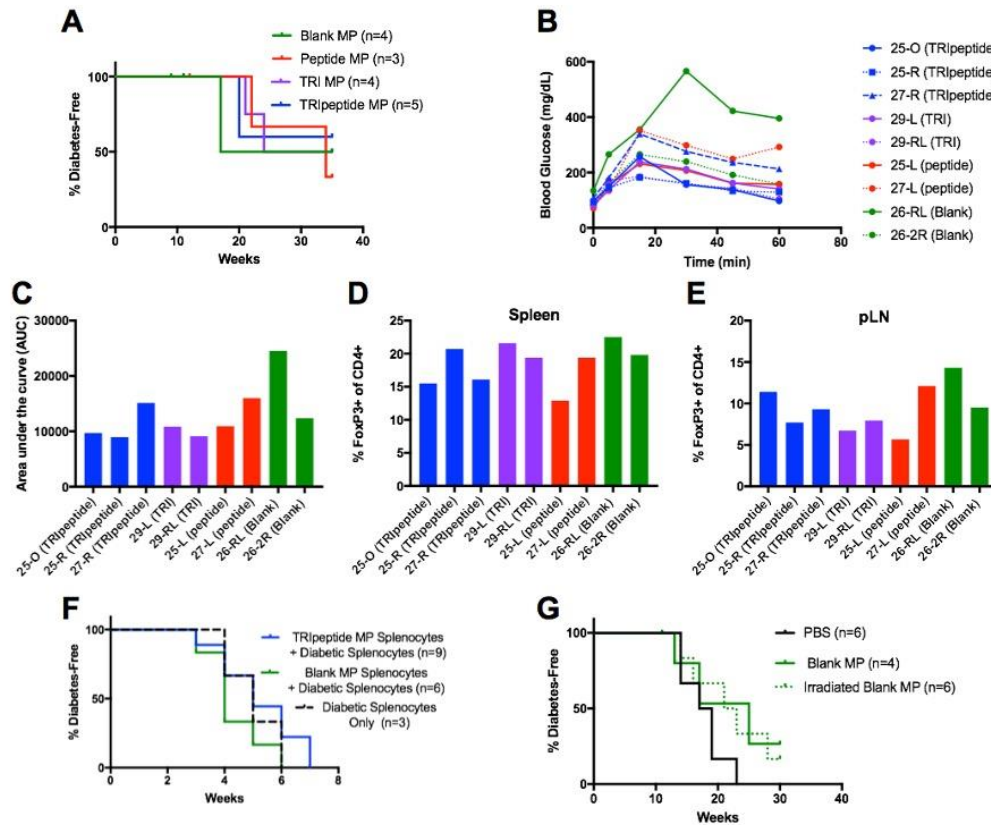 A
Blank MP (n=4)
Peptide MP (n=3)
TRI MP (n=4)
TRIpeptide MP (n=5)
% Diabetes-Free
100
50
0
0 10 20 30 40
Weeks
B
Blood Glucose (mg/dL)
600
400
200
0
0 20 40 60 80
Time (min)
25-O (TRIpeptide
25-R (TRIpeptide
27-R (TRIpeptide
29-L (TRI)
29-RL (TRI)
25-L (peptide)
27-L (peptide)
26-RL (Blank)
26-2R (Blank)
C
Area under the curve (AUC)
30000
20000
10000
0
25-O (TRIpeptide)
25-R (TRIpeptide)
27-R (TRIpeptide)
29-L (TRI)
29-RL (TRI)
25-L (peptide)
27-L (peptide)
26-RL (Blank)
26-2R (Blank)
D
Spleen
% FoxP3+ of CD4+
25
20
15
10
5
0
25-O (TRIpeptide)
25-R (TRIpeptide)
27-R (TRIpeptide)
29-L (TRI)
29-RL (TRI)
25-L (peptide)
27-L (peptide)
26-RL (Blank)
26-2R (Blank)
E
pLN
% FoxP3+ of CD4+
20
15
10
5
0
25-O (TRIpeptide)
25-R (TRIpeptide)
27-R (TRIpeptide)
29-L (TRI)
29-RL (TRI)
25-L (peptide)
27-L (peptide)
26-RL (Blank)
26-2R (Blank)
F
% Diabetes-Free
100
50
0
0 2 4 6 8
Weeks
TRIpeptide MP Splenocytes
+ Diabetic Splenocytes (n=9)
Blank MP Splenocytes
+ Diabetic Splenocytes (n=6)
Diabetic Splenocytes
Only (n=3)
G
% Diabetes-Free
100
50
0
0 10 20 30 40
Weeks
PBS (n=6)
Blank MP (n=4)
Irradiated Blank MP (n=6)